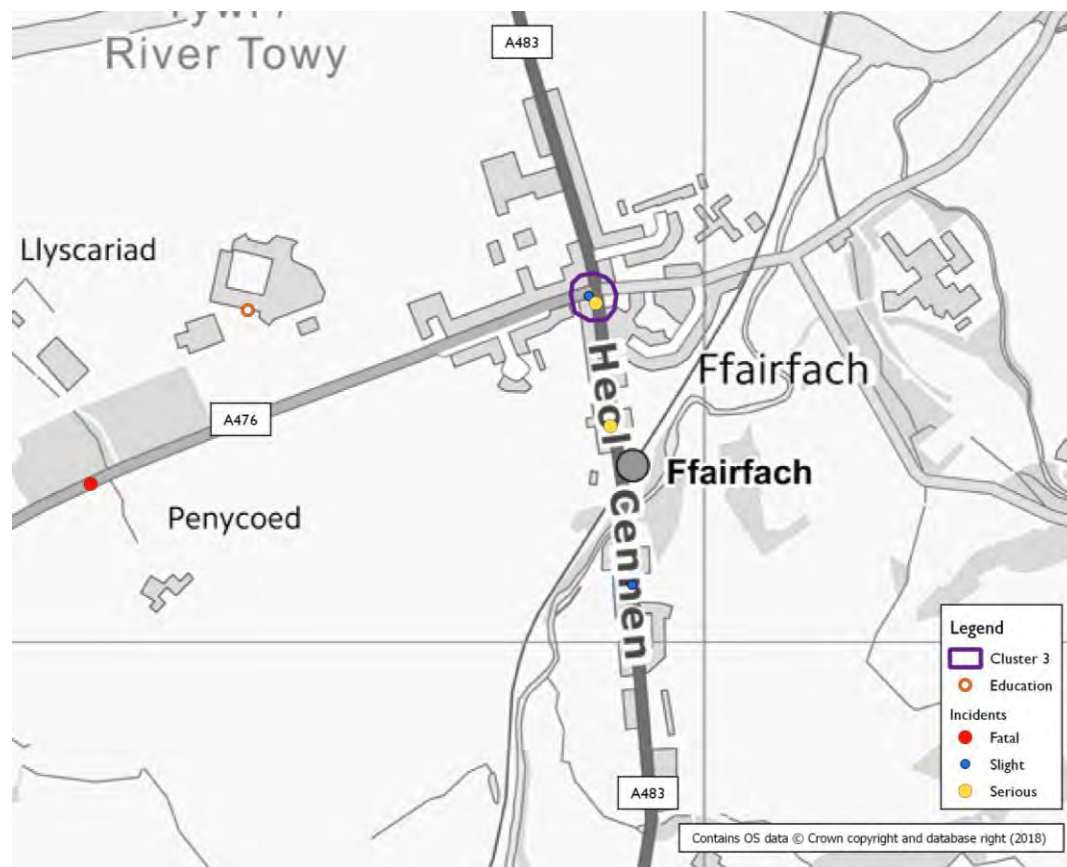 Tywi /
River Towy
A483
Llyscariad
Ffairfach
A476
Heol Cennen
Ffairfach
Penycoed
A483
Legend
Cluster 3
Education
Incidents
Fatal
Slight
Serious
Contains OS data © Crown copyright and database right (2018)